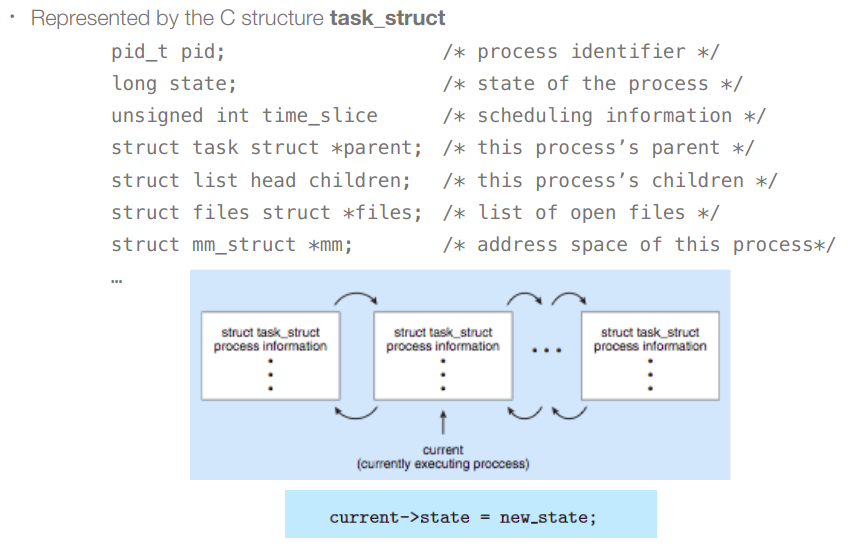 • Represented by the C structure task_struct
pid_t pid; /* process identifier */
long state; /* state of the process */
unsigned int time_slice /* scheduling information */
struct task struct *parent; /* this process’s parent */
struct list head children; /* this process’s children */
struct files struct *files; /* list of open files */
struct mm_struct *mm; /* address space of this process*/
…
struct task_struct
process information
struct task_struct
process information
• • •
struct task_struct
process information
current
(currently executing proccess)
current->state = new_state;